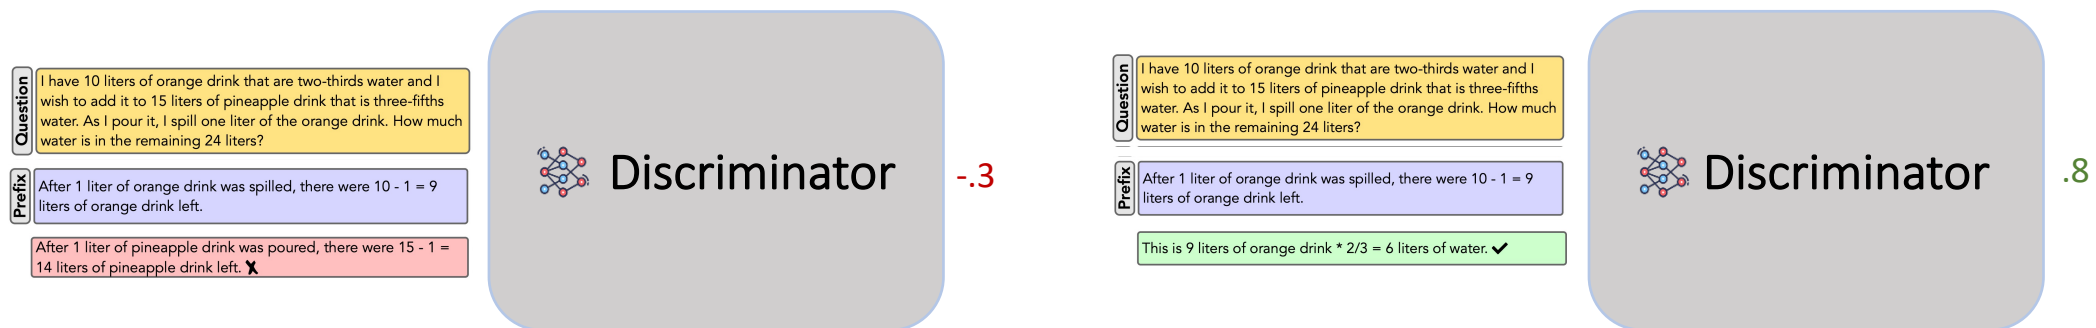 Question
I have 10 liters of orange drink that are two-thirds water and I
wish to add it to 15 liters of pineapple drink that is three-fifths
water. As I pour it, I spill one liter of the orange drink. How much
water is in the remaining 24 liters?
Prefix
After 1 liter of orange drink was spilled, there were 10 - 1 = 9
liters of orange drink left.
After 1 liter of pineapple drink was poured, there were 15 - 1 =
14 liters of pineapple drink left. ✗
Discriminator
-.3
Question
I have 10 liters of orange drink that are two-thirds water and I
wish to add it to 15 liters of pineapple drink that is three-fifths
water. As I pour it, I spill one liter of the orange drink. How much
water is in the remaining 24 liters?
Prefix
After 1 liter of orange drink was spilled, there were 10 - 1 = 9
liters of orange drink left.
This is 9 liters of orange drink * 2/3 = 6 liters of water. ✓
Discriminator
.8